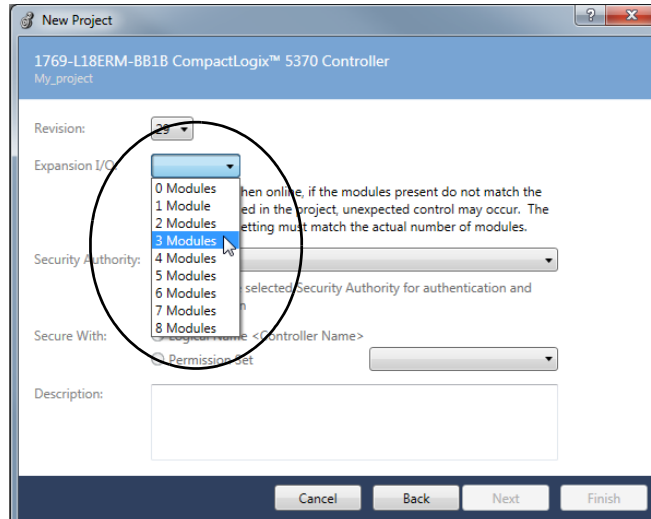 New Project
? X
1769-L18ERM-BB1B CompactLogix™ 5370 Controller
My_project
Revision:
29
Expansion I/O:
0 Modules
1 Module
2 Modules
3 Modules
4 Modules
5 Modules
6 Modules
7 Modules
8 Modules
hen online, if the modules present do not match the
ed in the project, unexpected control may occur. The
etting must match the actual number of modules.
Security Authority:
selected Security Authority for authentication and
n
Secure With:
Logical Name <Controller Name>
Permission Set
Description:
Cancel
Back
Next
Finish